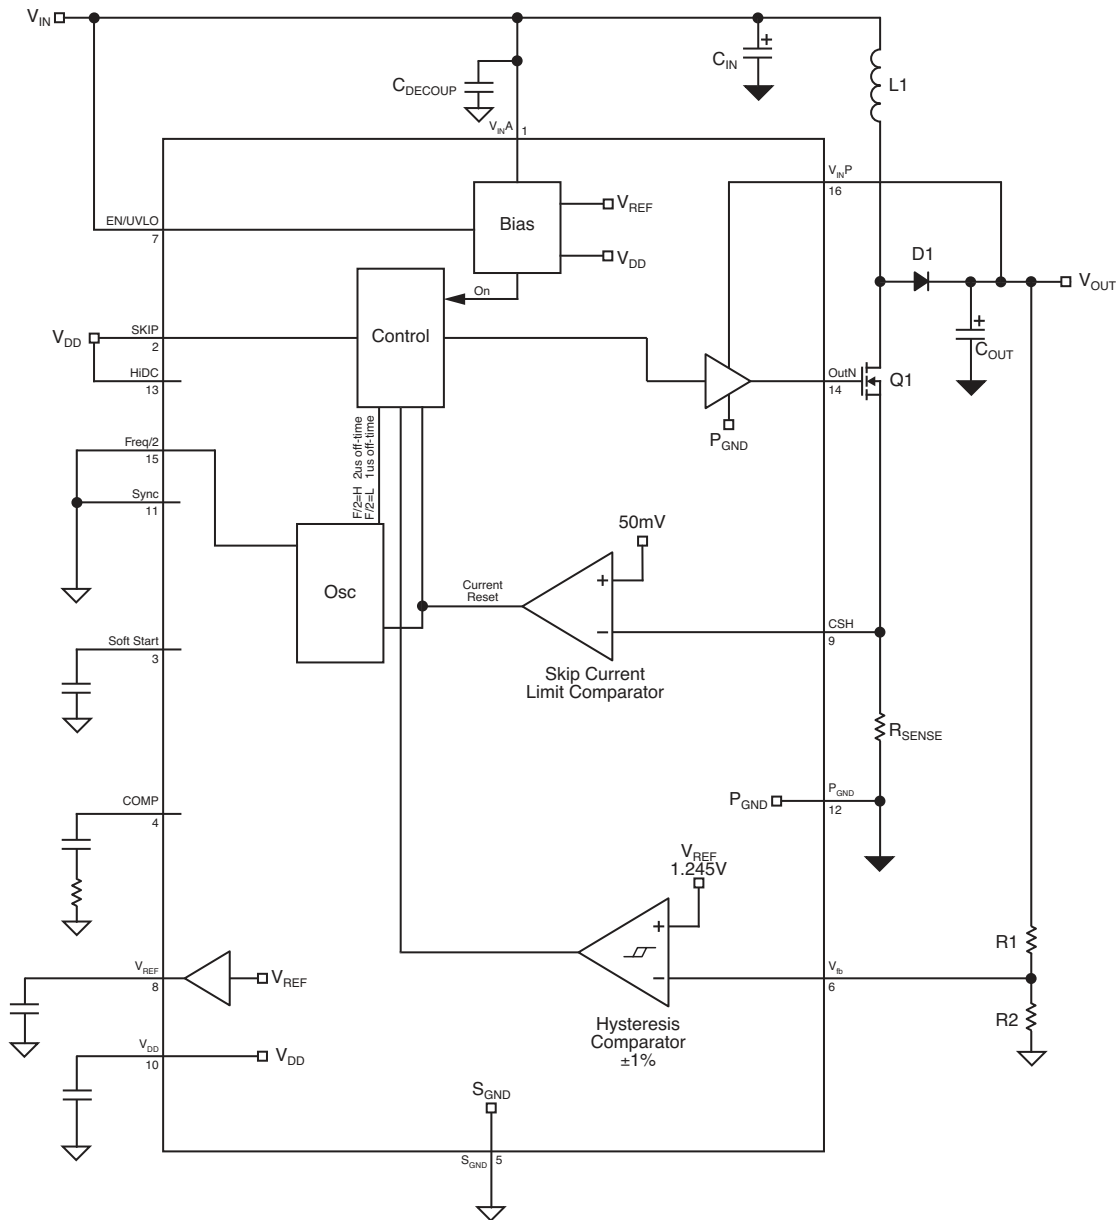 VIN
CIN
L1
CDECOUP
VINA
1
VINP
16
EN/UVLO
7
Bias
VREF
VDD
D1
VOUT
On
COUT
VDD
SKIP
2
Control
HiDC
13
OutN
14
Q1
PGND
Freq/2
15
F/2=H 2us off-time
F/2=L 1us off-time
Sync
11
50mV
+
−
Osc
Current
Reset
CSH
9
Skip Current
Limit Comparator
Soft Start
3
RSENSE
PGND
PGND
12
COMP
4
VREF
1.245V
+
−
R1
VREF
8
VREF
Vfb
6
R2
Hysteresis
Comparator
±1%
VDD
10
VDD
SGND
SGND
5